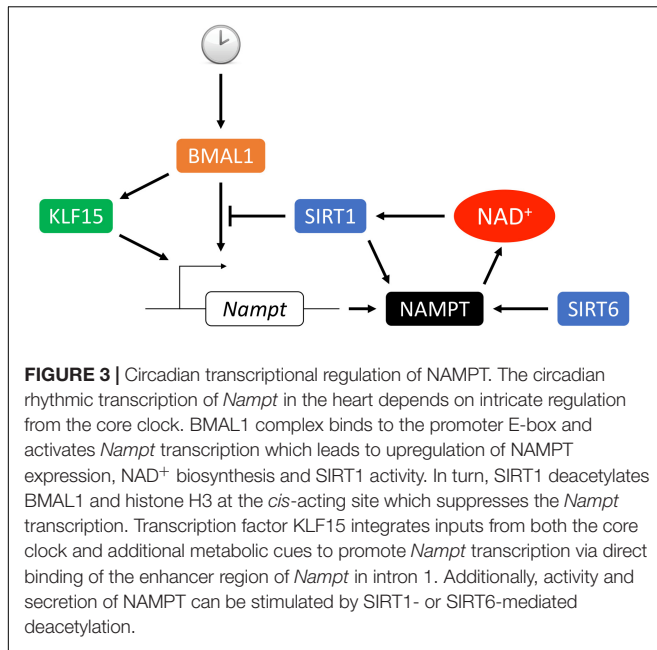 BMAL1
KLF15
SIRT1
NAD⁺
Nampt
NAMPT
SIRT6
FIGURE 3 | Circadian transcriptional regulation of NAMPT. The circadian
rhythmic transcription of Nampt in the heart depends on intricate regulation
from the core clock. BMAL1 complex binds to the promoter E-box and
activates Nampt transcription which leads to upregulation of NAMPT
expression, NAD⁺ biosynthesis and SIRT1 activity. In turn, SIRT1 deacetylates
BMAL1 and histone H3 at the cis-acting site which suppresses the Nampt
transcription. Transcription factor KLF15 integrates inputs from both the core
clock and additional metabolic cues to promote Nampt transcription via direct
binding of the enhancer region of Nampt in intron 1. Additionally, activity and
secretion of NAMPT can be stimulated by SIRT1- or SIRT6-mediated
deacetylation.